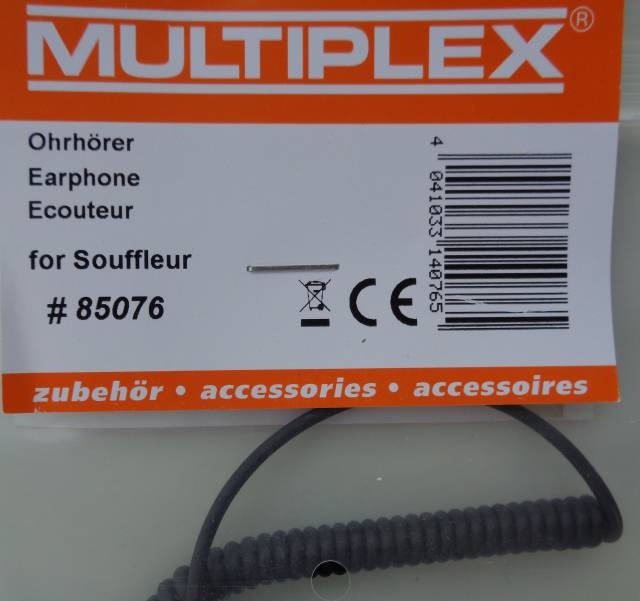 MULTIPLEX®
Ohrhörer
Earphone
Ecouteur
for Souffleur
# 85076
CE
4 041033 140765
zubehör • accessories • accessoires